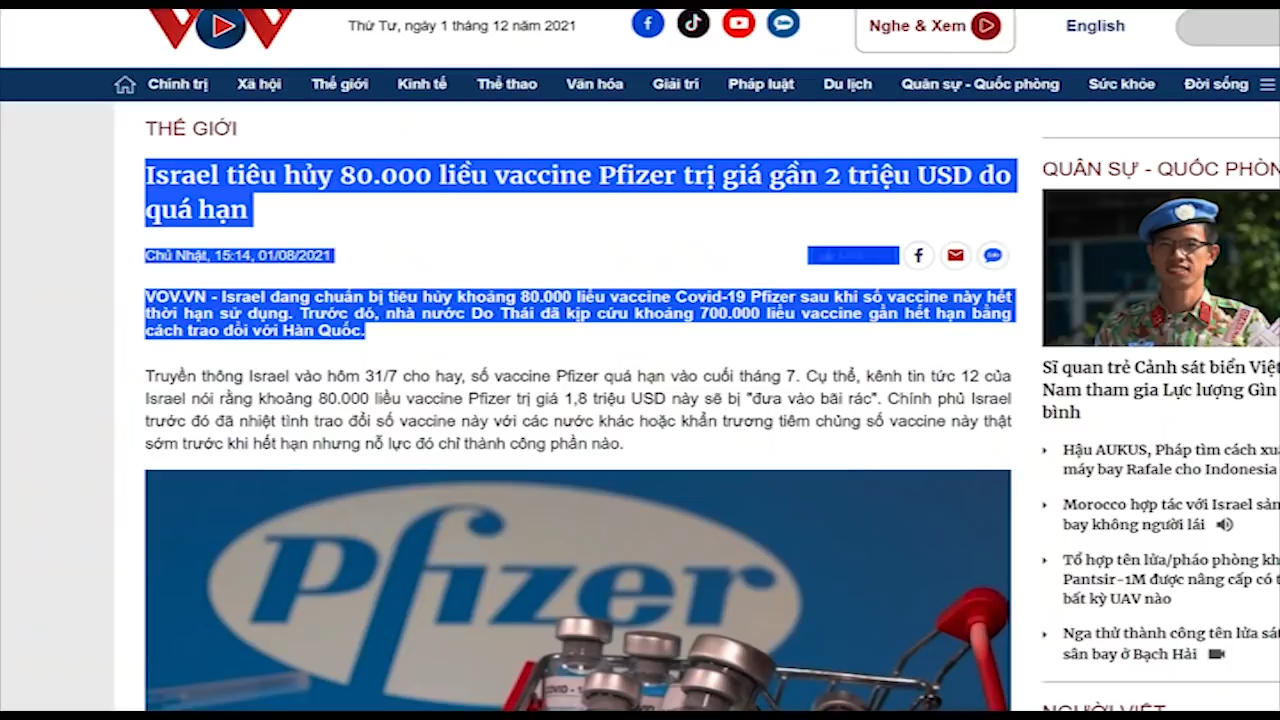 VOV
Thứ Tư, ngày 1 tháng 12 năm 2021
Nghe & Xem
English
Chính trị Xã hội Thế giới Kinh tế Thể thao Văn hóa Giải trí Pháp luật Du lịch Quân sự - Quốc phòng Sức khỏe Đời sống
THẾ GIỚI
Israel tiêu hủy 80.000 liều vaccine Pfizer trị giá gần 2 triệu USD do
quá hạn
Chủ Nhật, 15:14, 01/08/2021
VOV.VN - Israel đang chuẩn bị tiêu hủy khoảng 80.000 liều vaccine Covid-19 Pfizer sau khi số vaccine này hết
thời hạn sử dụng. Trước đó, nhà nước Do Thái đã kịp cứu khoảng 700.000 liều vaccine gần hết hạn bằng
cách trao đổi với Hàn Quốc.
Truyền thông Israel vào hôm 31/7 cho hay, số vaccine Pfizer quá hạn vào cuối tháng 7. Cụ thể, kênh tin tức 12 của
Israel nói rằng khoảng 80.000 liều vaccine Pfizer trị giá 1,8 triệu USD này sẽ bị "đưa vào bãi rác". Chính phủ Israel
trước đó đã nhiệt tình trao đổi số vaccine này với các nước khác hoặc khẩn trương tiêm chủng số vaccine này thật
sớm trước khi hết hạn nhưng nỗ lực đó chỉ thành công phần nào.
Pfizer
QUÂN SỰ - QUỐC PHÒN
Sĩ quan trẻ Cảnh sát biển Việt
Nam tham gia Lực lượng Gìn
bình
Hậu AUKUS, Pháp tìm cách xu
máy bay Rafale cho Indonesia
Morocco hợp tác với Israel sản
bay không người lái
Tổ hợp tên lửa/pháo phòng kh
Pantsir-1M được nâng cấp có t
bất kỳ UAV nào
Nga thử thành công tên lửa sá
sân bay ở Bạch Hải
NGƯỜI VIỆT